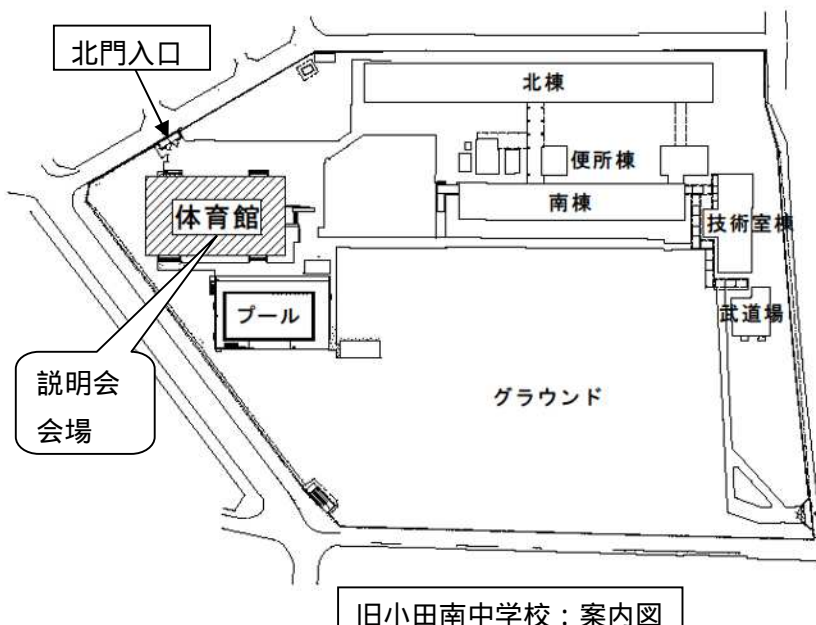 北門入口
北棟
便所棟
南棟
体育館
技術室棟
プール
武道場
説明会
会場
グラウンド
旧小田南中学校：案内図